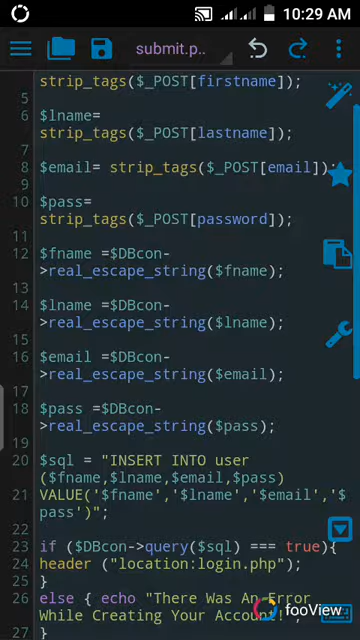 10:29 AM
submit.p..
strip_tags($_POST[firstname]);
5
6 $lname=
strip_tags($_POST[lastname]);
7
8 $email= strip_tags($_POST[email]);
9
10 $pass=
strip_tags($_POST[password]);
11
12 $fname =$DBcon-
>real_escape_string($fname);
13
14 $lname =$DBcon-
>real_escape_string($lname);
15
16 $email =$DBcon-
>real_escape_string($email);
17
18 $pass =$DBcon-
>real_escape_string($pass);
19
20 $sql = "INSERT INTO user
($fname,$lname,$email,$pass)
21 VALUE('$fname','$lname','$email','$
pass')";
22
23 if ($DBcon->query($sql) === true){
24 header ("location:login.php");
25 }
26 else { echo "There Was An Error
While Creating Your Account!";
27 }
fooView